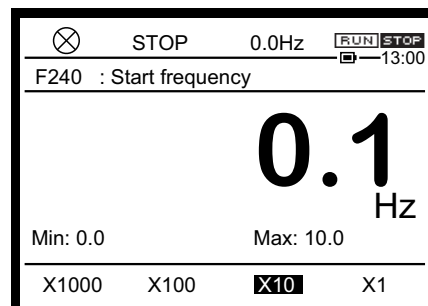 STOP 0.0Hz RUN STOP
13:00
F240 : Start frequency
0.1
Hz
Min: 0.0 Max: 10.0
X1000 X100 X10 X1